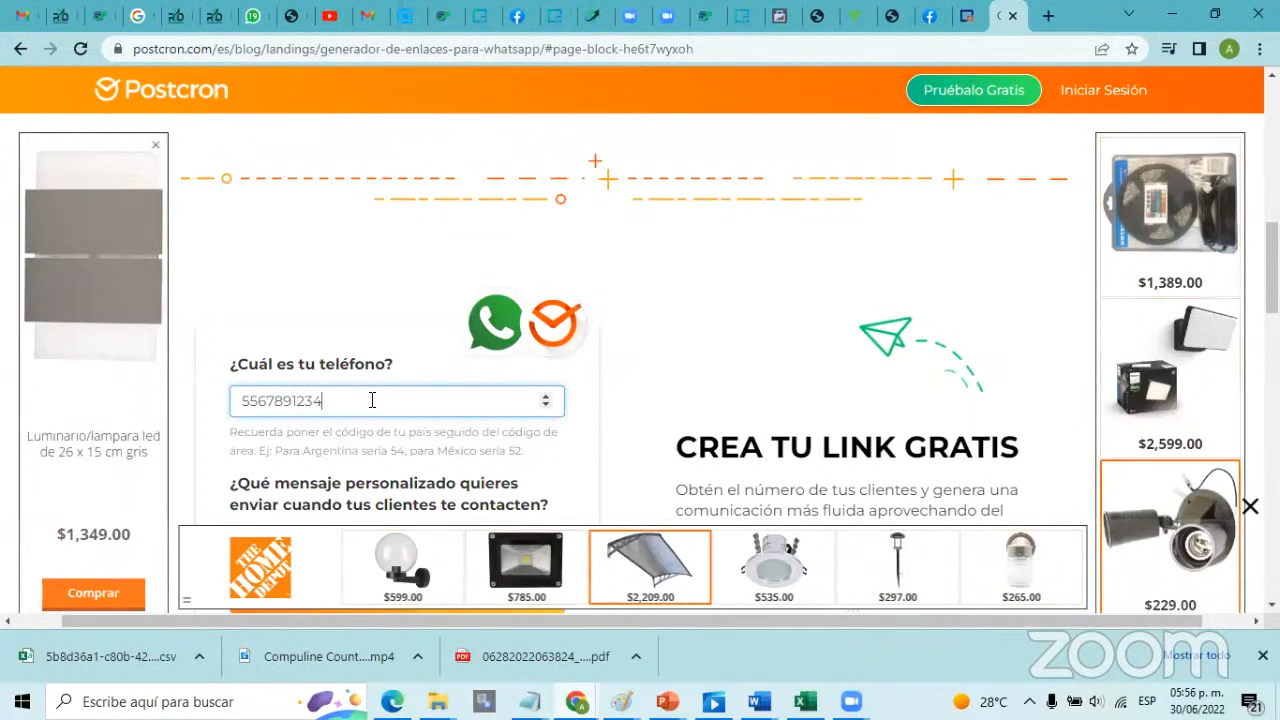 postcron.com/es/blog/landings/generador-de-enlaces-para-whatsapp/#page-block-he6t7wyxoh
A
Postcron
Pruébalo Gratis
Iniciar Sesión
Luminario/lámpara led
de 26 x 15 cm gris
$1,349.00
Comprar
¿Cuál es tu teléfono?
5567891234
Recuerda poner el código de tu país seguido del código de
área. Ej: Para Argentina sería 54, para México sería 52.
¿Qué mensaje personalizado quieres
enviar cuando tus clientes te contacten?
CREA TU LINK GRATIS
Obtén el número de tus clientes y genera una
comunicación más fluida aprovechando del
$1,389.00
$2,599.00
$229.00
THE HOME DEPOT
$599.00
$785.00
$2,209.00
$535.00
$297.00
$265.00
5b8d36a1-c80b-42....csv
Compuline Count....mp4
06282022063824_....pdf
Mostrar todo
zoom
Escribe aquí para buscar
28°C
ESP
05:56 p. m.
30/06/2022
21